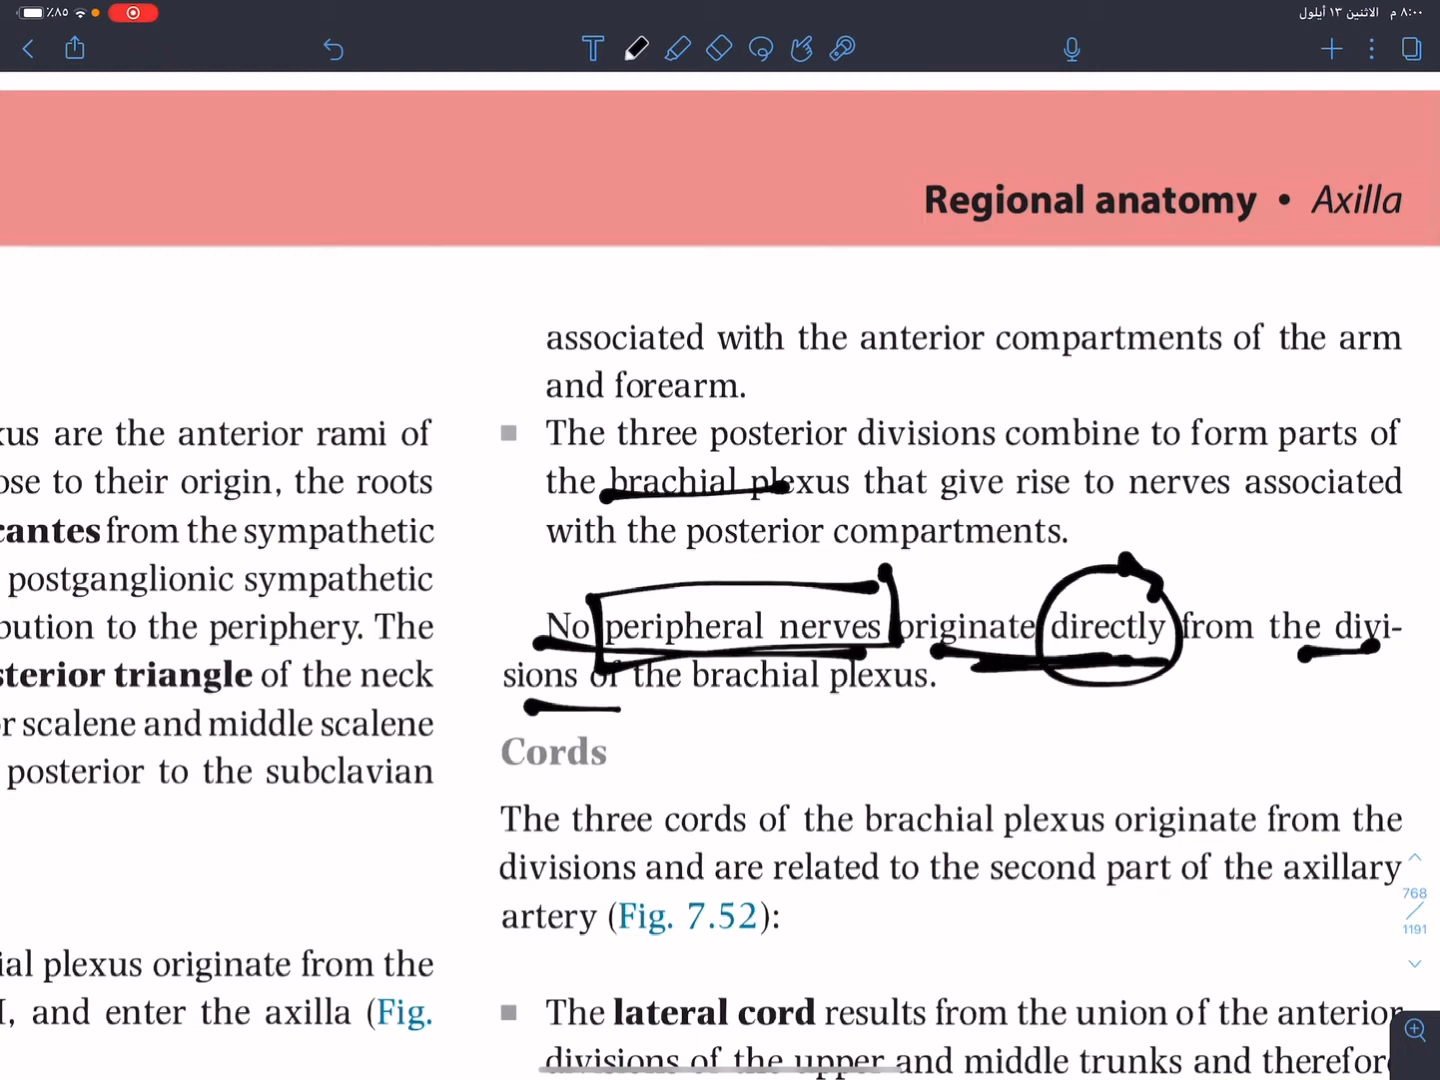 ٪٨٥
٨:٠٠ م الاثنين ١٣ أيلول
T
Regional anatomy • Axilla
xus are the anterior rami of
ose to their origin, the roots
cantes from the sympathetic
postganglionic sympathetic
bution to the periphery. The
sterior triangle of the neck
r scalene and middle scalene
posterior to the subclavian
ial plexus originate from the
I, and enter the axilla (Fig.
associated with the anterior compartments of the arm
and forearm.
■ The three posterior divisions combine to form parts of
the brachial plexus that give rise to nerves associated
with the posterior compartments.
No peripheral nerves originate directly from the divi-
sions of the brachial plexus.
Cords
The three cords of the brachial plexus originate from the
divisions and are related to the second part of the axillary
artery (Fig. 7.52):
■ The lateral cord results from the union of the anterior
divisions of the upper and middle trunks and therefore
768
1191